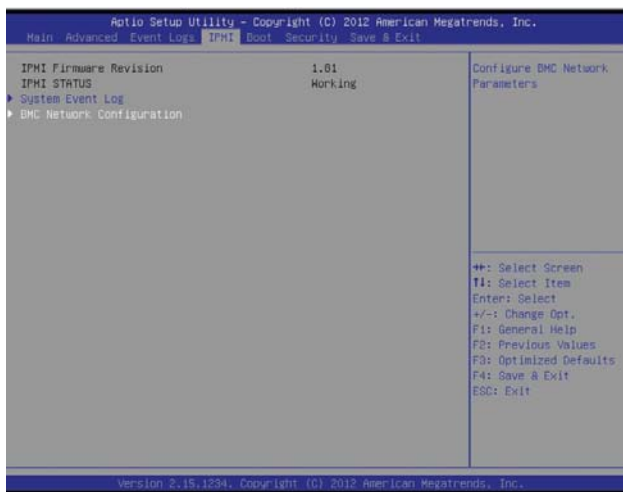 Aptio Setup Utility - Copyright (C) 2012 American Megatrends, Inc.
Main Advanced Event Logs IPMI Boot Security Save & Exit
IPMI Firmware Revision 1.01
IPMI STATUS Working
System Event Log
BMC Network Configuration
Configure BMC Network
Parameters
→←: Select Screen
↑↓: Select Item
Enter: Select
+/-: Change Opt.
F1: General Help
F2: Previous Values
F3: Optimized Defaults
F4: Save & Exit
ESC: Exit
Version 2.15.1234. Copyright (C) 2012 American Megatrends, Inc.